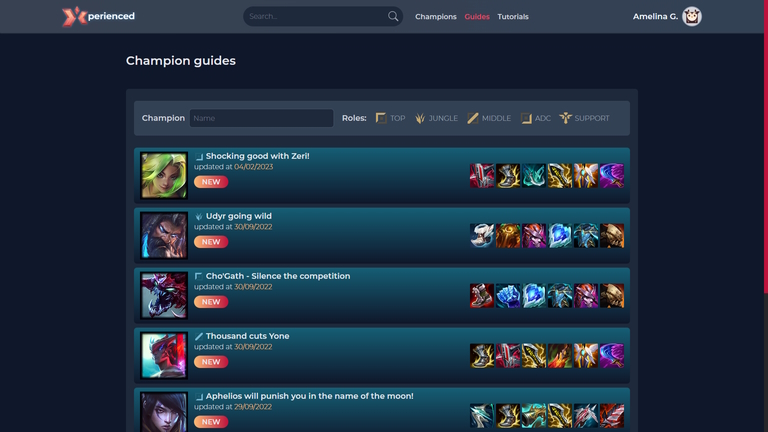 perienced
Search..
Champions Guides Tutorials
Amelina G.
Champion guides
Champion Name Roles: TOP JUNGLE MIDDLE ADC SUPPORT
Shocking good with Zeri!
updated at 04/02/2023
NEW
Udyr going wild
updated at 30/09/2022
NEW
Cho'Gath - Silence the competition
updated at 30/09/2022
NEW
Thousand cuts Yone
updated at 30/09/2022
NEW
Aphelios will punish you in the name of the moon!
updated at 29/09/2022
NEW